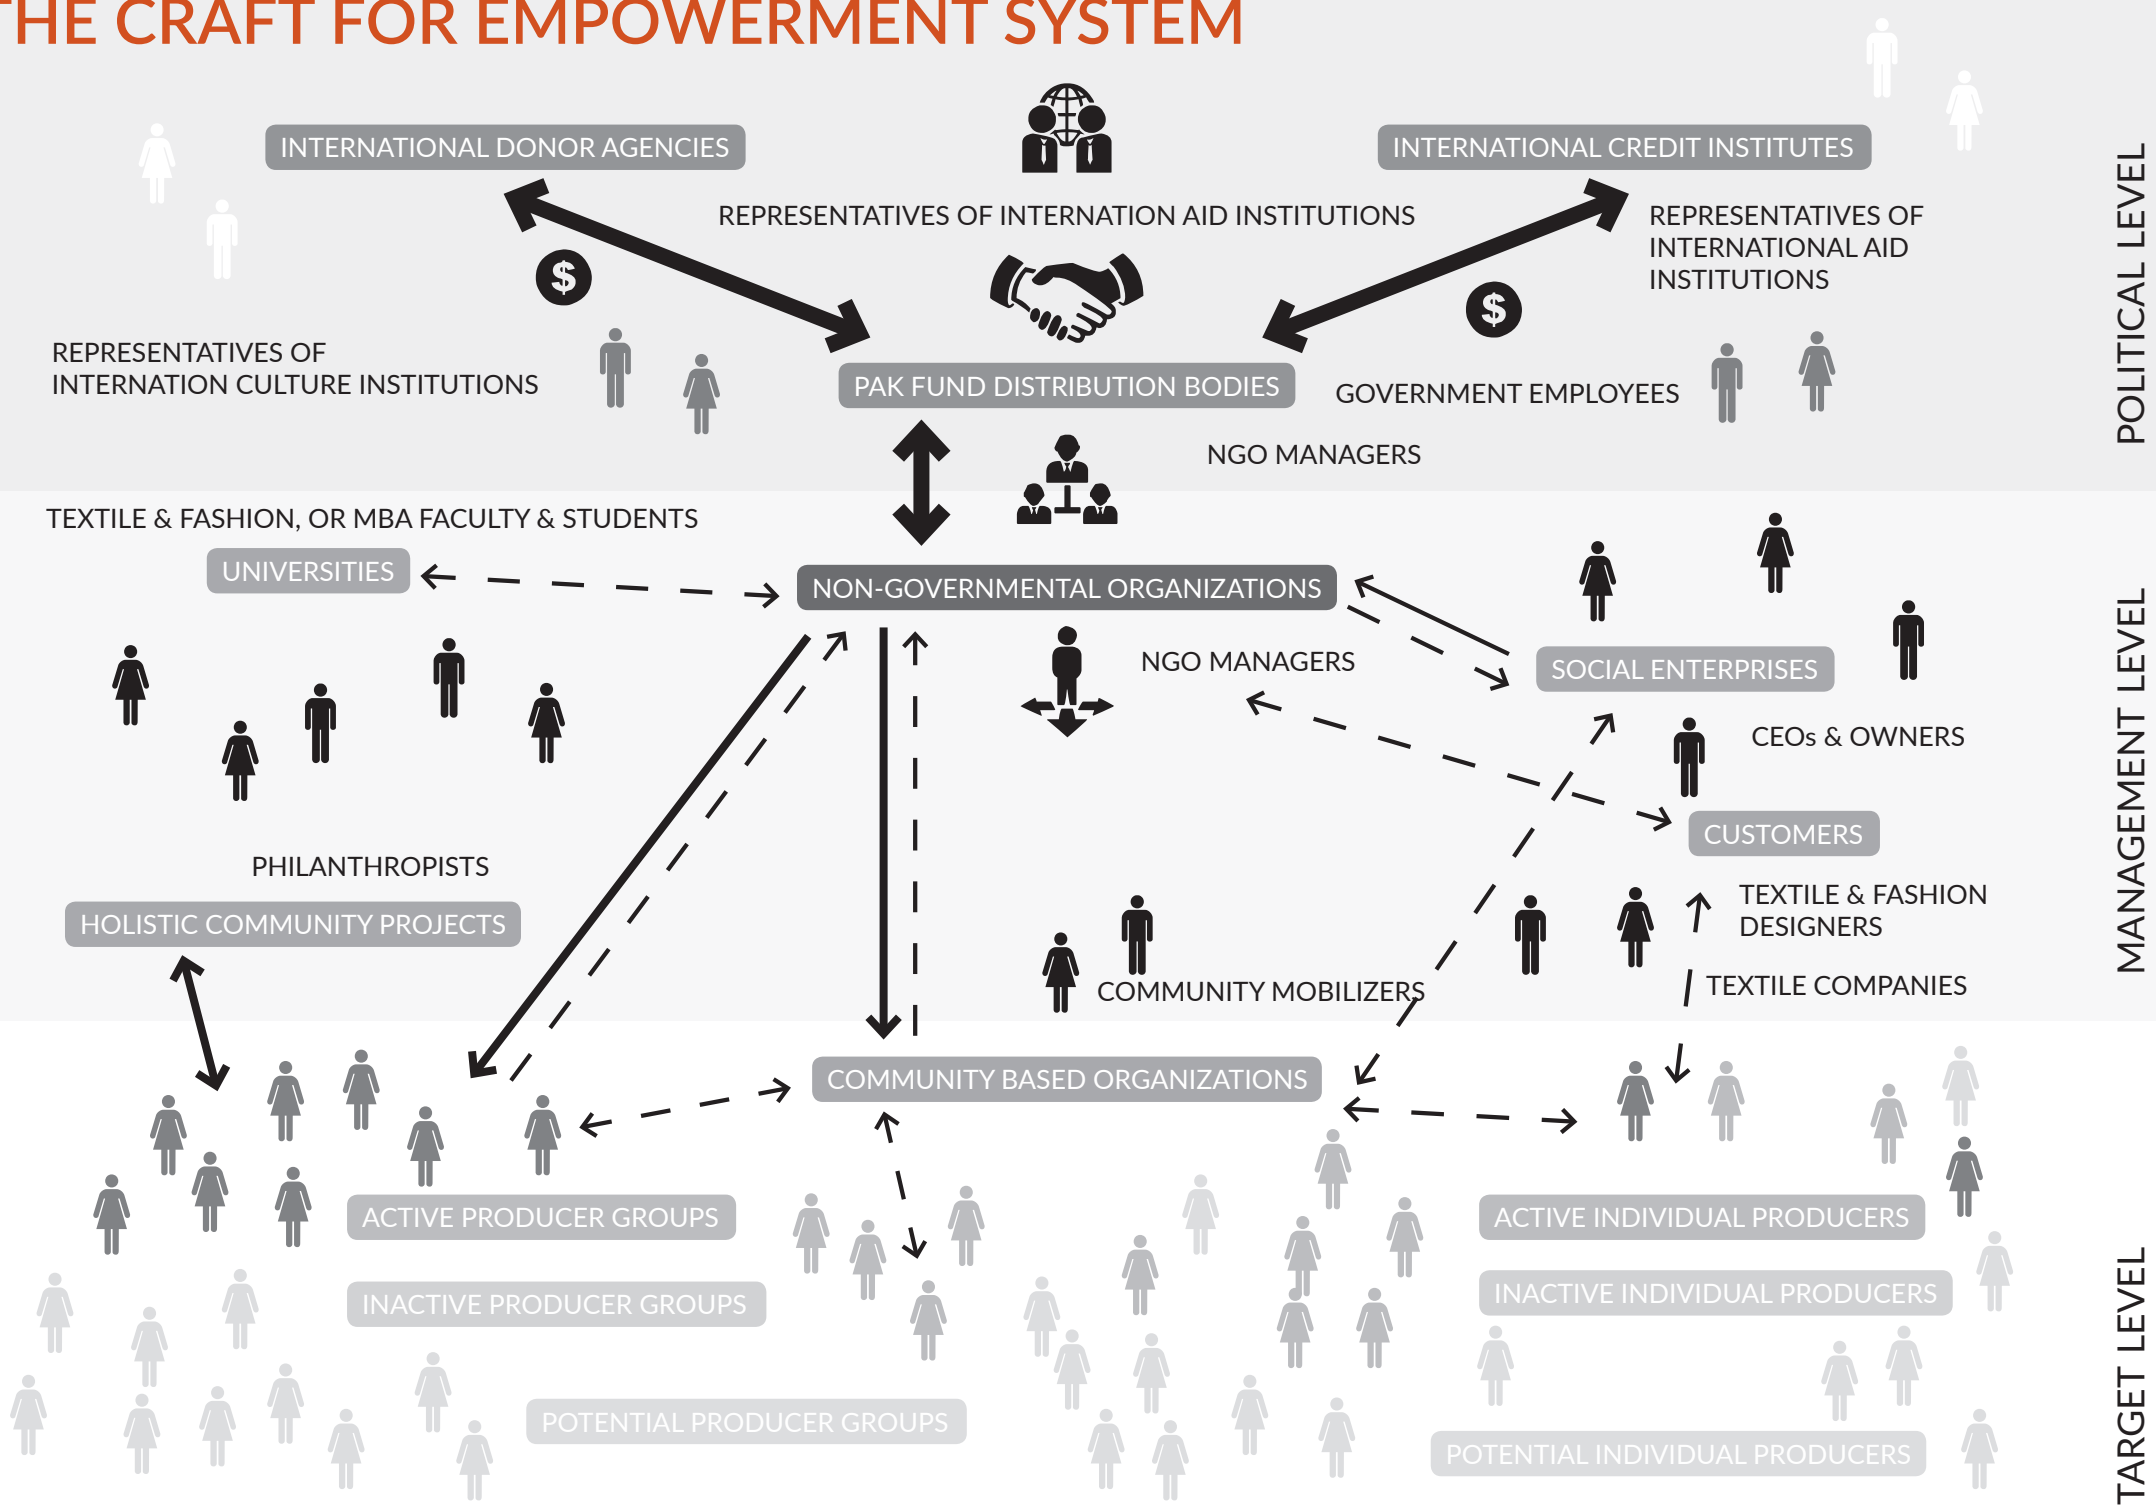 THE CRAFT FOR EMPOWERMENT SYSTEM
INTERNATIONAL DONOR AGENCIES
INTERNATIONAL CREDIT INSTITUTES
REPRESENTATIVES OF INTERNATION AID INSTITUTIONS
REPRESENTATIVES OF
INTERNATIONAL AID
INSTITUTIONS
$
$
REPRESENTATIVES OF
INTERNATION CULTURE INSTITUTIONS
PAK FUND DISTRIBUTION BODIES
GOVERNMENT EMPLOYEES
POLITICAL LEVEL
NGO MANAGERS
TEXTILE & FASHION, OR MBA FACULTY & STUDENTS
UNIVERSITIES
NON-GOVERNMENTAL ORGANIZATIONS
NGO MANAGERS
SOCIAL ENTERPRISES
CEOs & OWNERS
CUSTOMERS
PHILANTHROPISTS
HOLISTIC COMMUNITY PROJECTS
TEXTILE & FASHION
DESIGNERS
COMMUNITY MOBILIZERS
TEXTILE COMPANIES
MANAGEMENT LEVEL
COMMUNITY BASED ORGANIZATIONS
ACTIVE PRODUCER GROUPS
ACTIVE INDIVIDUAL PRODUCERS
INACTIVE PRODUCER GROUPS
INACTIVE INDIVIDUAL PRODUCERS
POTENTIAL PRODUCER GROUPS
POTENTIAL INDIVIDUAL PRODUCERS
TARGET LEVEL